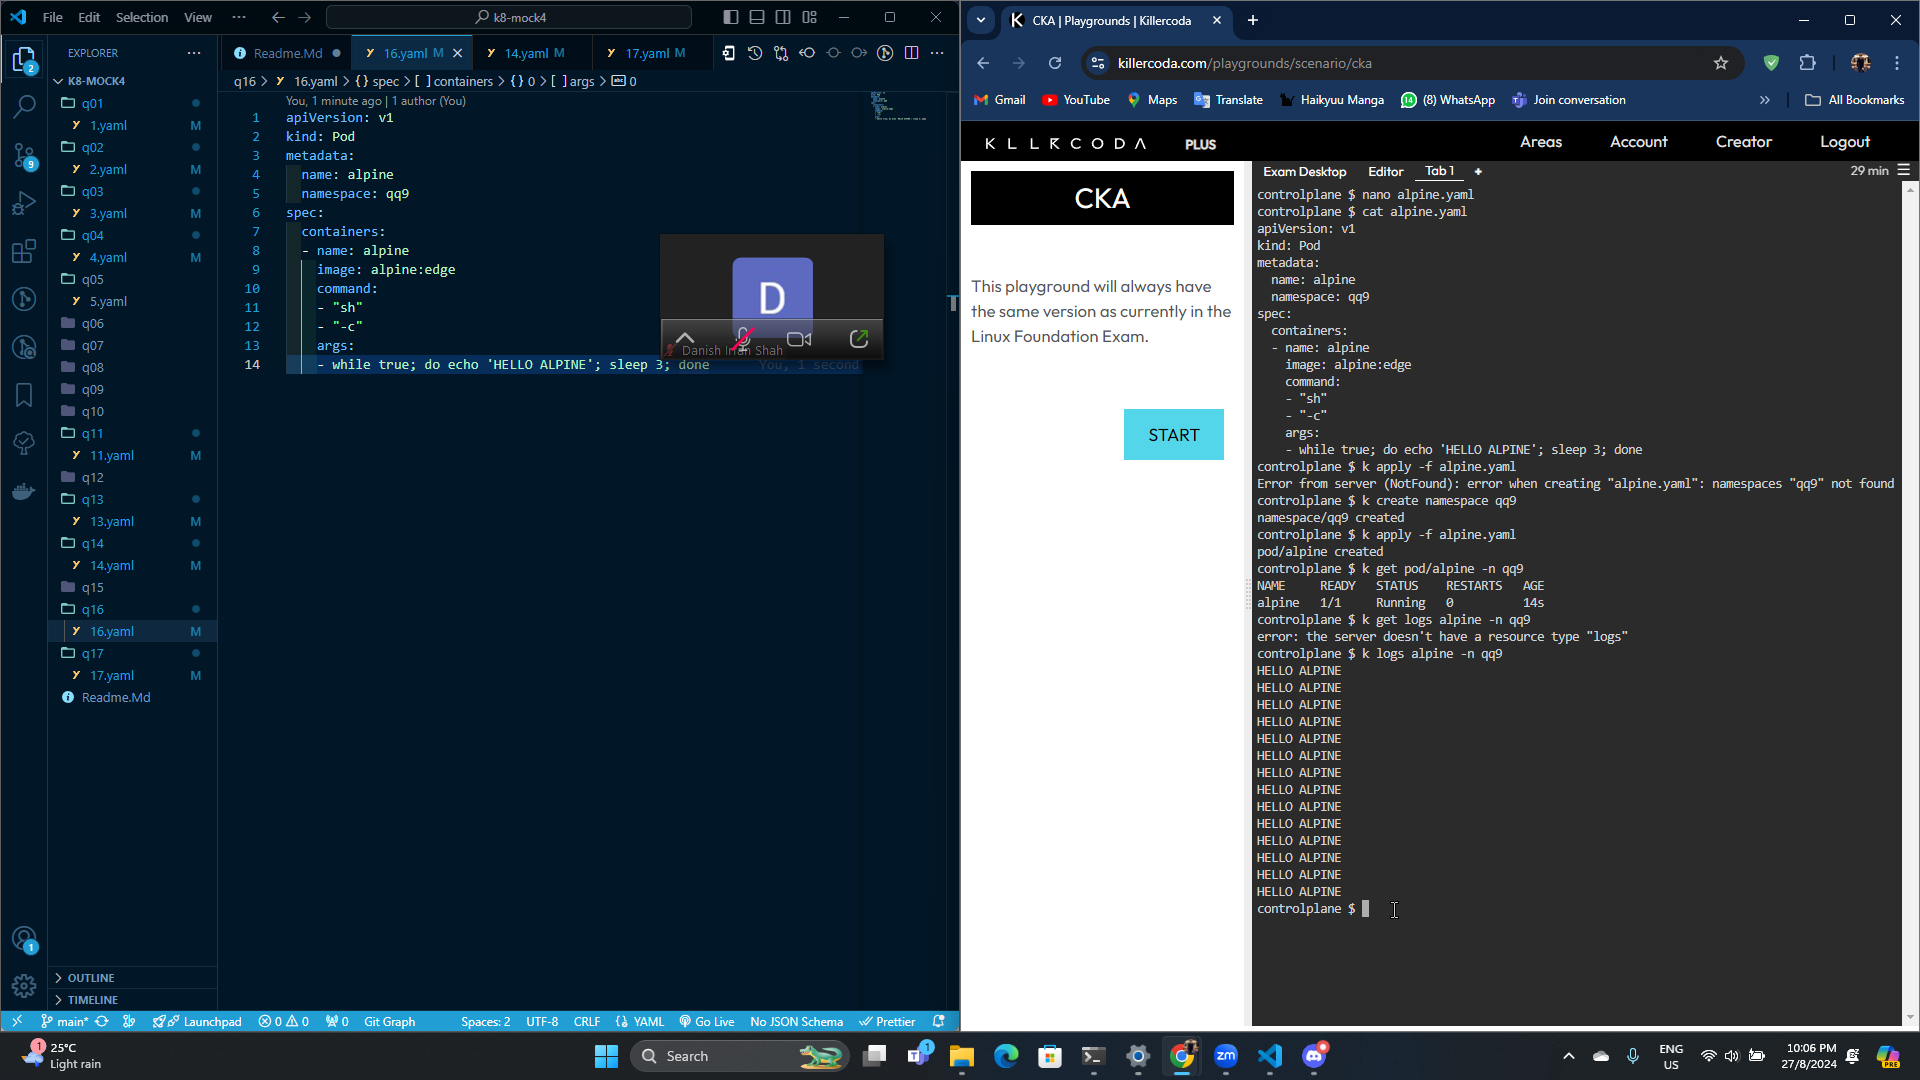 File Edit Selection View ··· k8-mock4
EXPLORER
K8-MOCK4
q01
1.yaml M
q02
2.yaml M
q03
3.yaml M
q04
4.yaml M
q05
5.yaml
q06
q07
q08
q09
q10
q11
11.yaml M
q12
q13
13.yaml M
q14
14.yaml M
q15
q16
16.yaml M
q17
17.yaml M
Readme.Md
OUTLINE
TIMELINE
2
9
1
Readme.Md 16.yaml M 14.yaml M 17.yaml M
q16 > 16.yaml > {} spec > [ ] containers > {} 0 > [ ] args > abc 0
You, 1 minute ago | 1 author (You)
1 apiVersion: v1
2 kind: Pod
3 metadata:
4 name: alpine
5 namespace: qq9
6 spec:
7 containers:
8 - name: alpine
9 image: alpine:edge
10 command:
11 - "sh"
12 - "-c"
13 args:
14 - while true; do echo 'HELLO ALPINE'; sleep 3; done You, 1 second
D
Danish Irfan Shah
main* Launchpad 0 0 0 Git Graph Spaces: 2 UTF-8 CRLF {} YAML Go Live No JSON Schema Prettier
CKA | Playgrounds | Killercoda
killercoda.com/playgrounds/scenario/cka
Gmail YouTube Maps Translate Haikyuu Manga (8) WhatsApp Join conversation All Bookmarks
KILLERCODA PLUS Areas Account Creator Logout
CKA
This playground will always have
the same version as currently in the
Linux Foundation Exam.
START
Exam Desktop Editor Tab 1 + 29 min
controlplane $ nano alpine.yaml
controlplane $ cat alpine.yaml
apiVersion: v1
kind: Pod
metadata:
name: alpine
namespace: qq9
spec:
containers:
- name: alpine
image: alpine:edge
command:
- "sh"
- "-c"
args:
- while true; do echo 'HELLO ALPINE'; sleep 3; done
controlplane $ k apply -f alpine.yaml
Error from server (NotFound): error when creating "alpine.yaml": namespaces "qq9" not found
controlplane $ k create namespace qq9
namespace/qq9 created
controlplane $ k apply -f alpine.yaml
pod/alpine created
controlplane $ k get pod/alpine -n qq9
NAME READY STATUS RESTARTS AGE
alpine 1/1 Running 0 14s
controlplane $ k get logs alpine -n qq9
error: the server doesn't have a resource type "logs"
controlplane $ k logs alpine -n qq9
HELLO ALPINE
HELLO ALPINE
HELLO ALPINE
HELLO ALPINE
HELLO ALPINE
HELLO ALPINE
HELLO ALPINE
HELLO ALPINE
HELLO ALPINE
HELLO ALPINE
HELLO ALPINE
HELLO ALPINE
HELLO ALPINE
HELLO ALPINE
controlplane $
1 25°C
Light rain
Search
1
zm
ENG
US
10:06 PM
27/8/2024